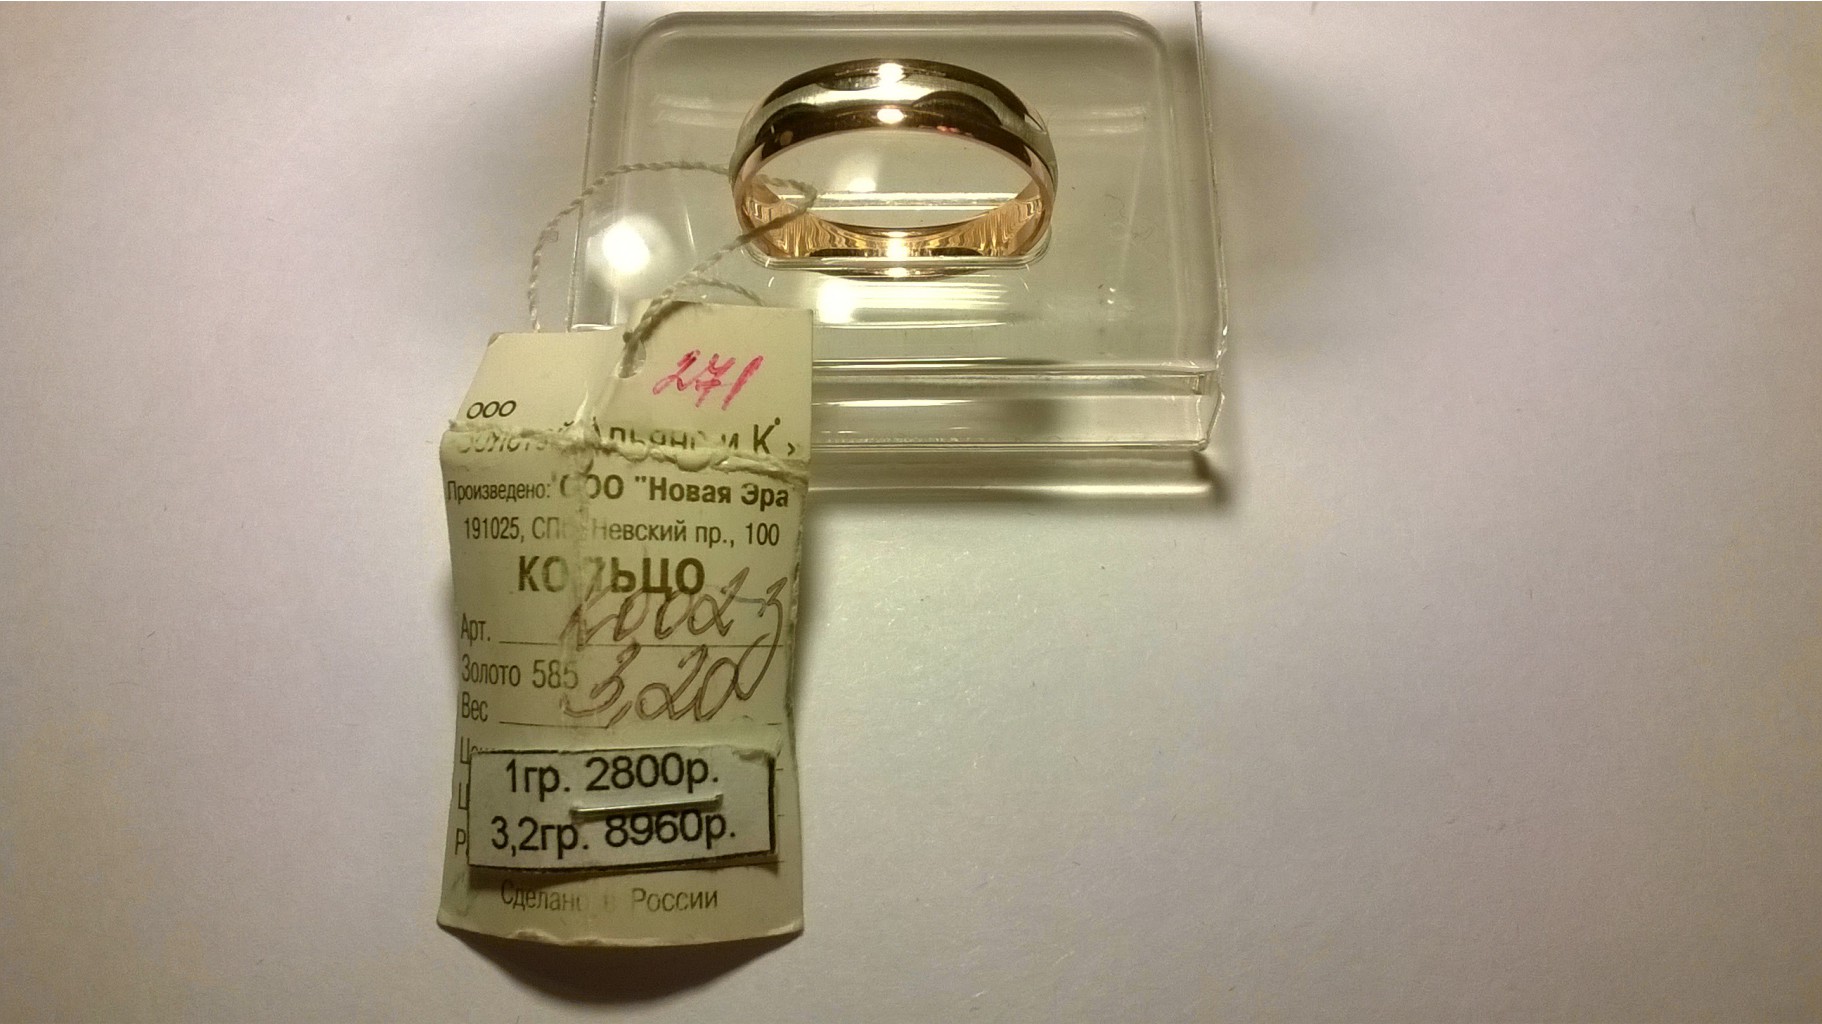 271
ООО
Золотой Альянс и К°
Произведено: ООО "Новая Эра
191025, СПб, Невский пр., 100
КОЛЬЦО
Арт.
Золото 585
Вес 3,20
1гр. 2800р.
3,2гр. 8960р.
Сделано в России